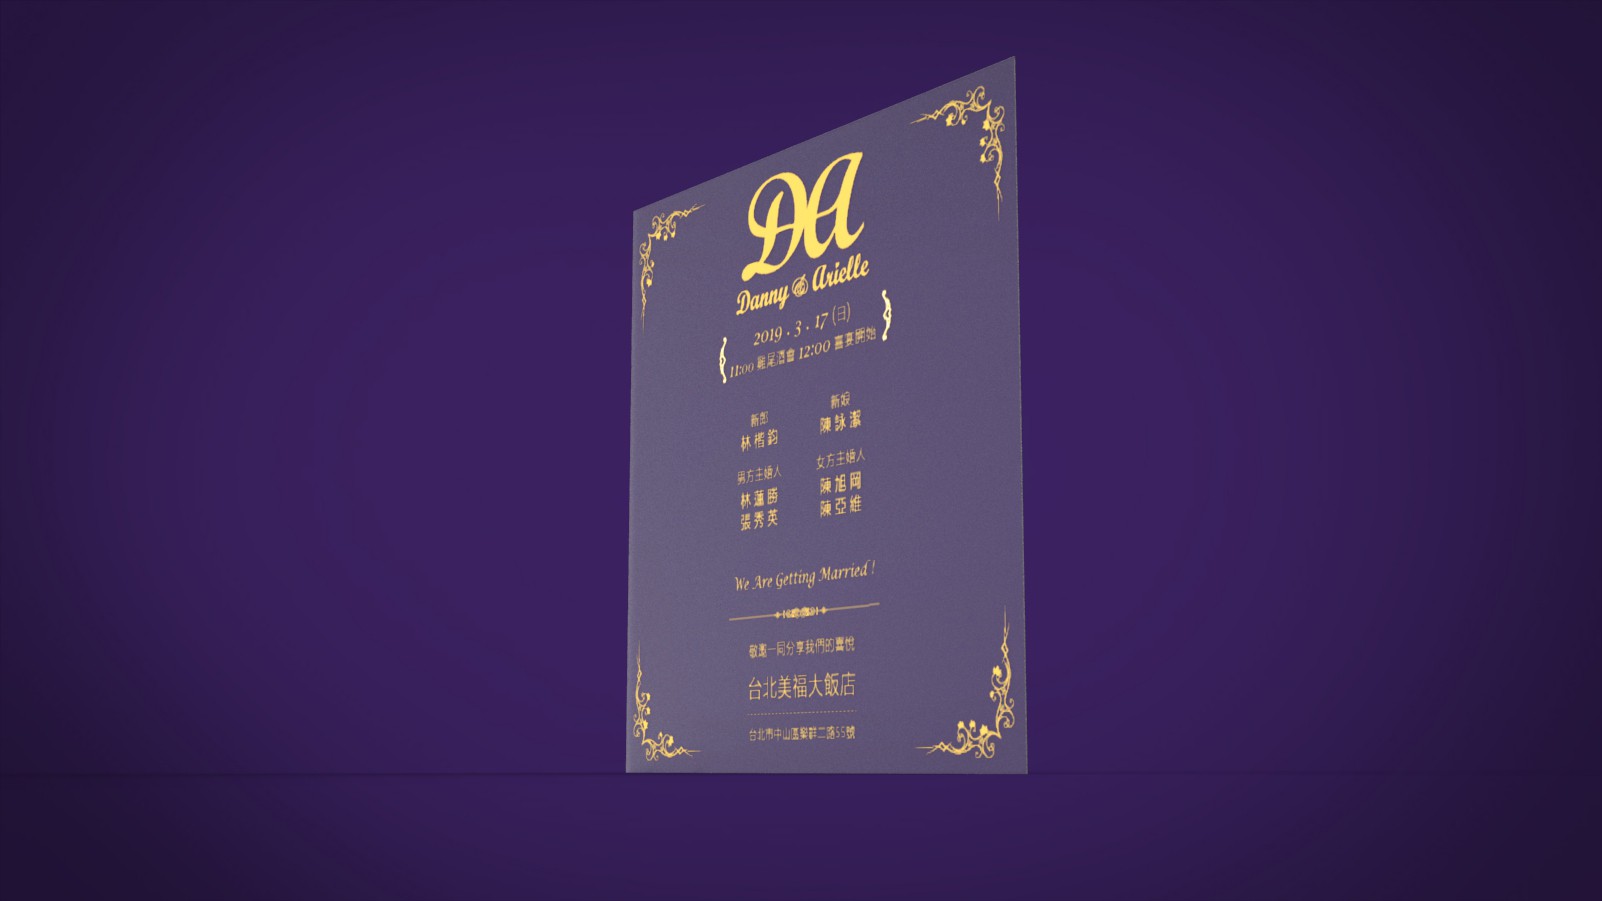 DA
Danny & Arielle
2019 · 3 · 17 (日)
11:00 雞尾酒會 12:00 喜宴開始
新郎
林楷鈞
新娘
陳詠潔
男方主婚人
林蓮勝
張秀英
女方主婚人
陳旭岡
陳亞維
We Are Getting Married !
敬邀一同分享我們的喜悅
台北美福大飯店
台北市中山區樂群二路55號